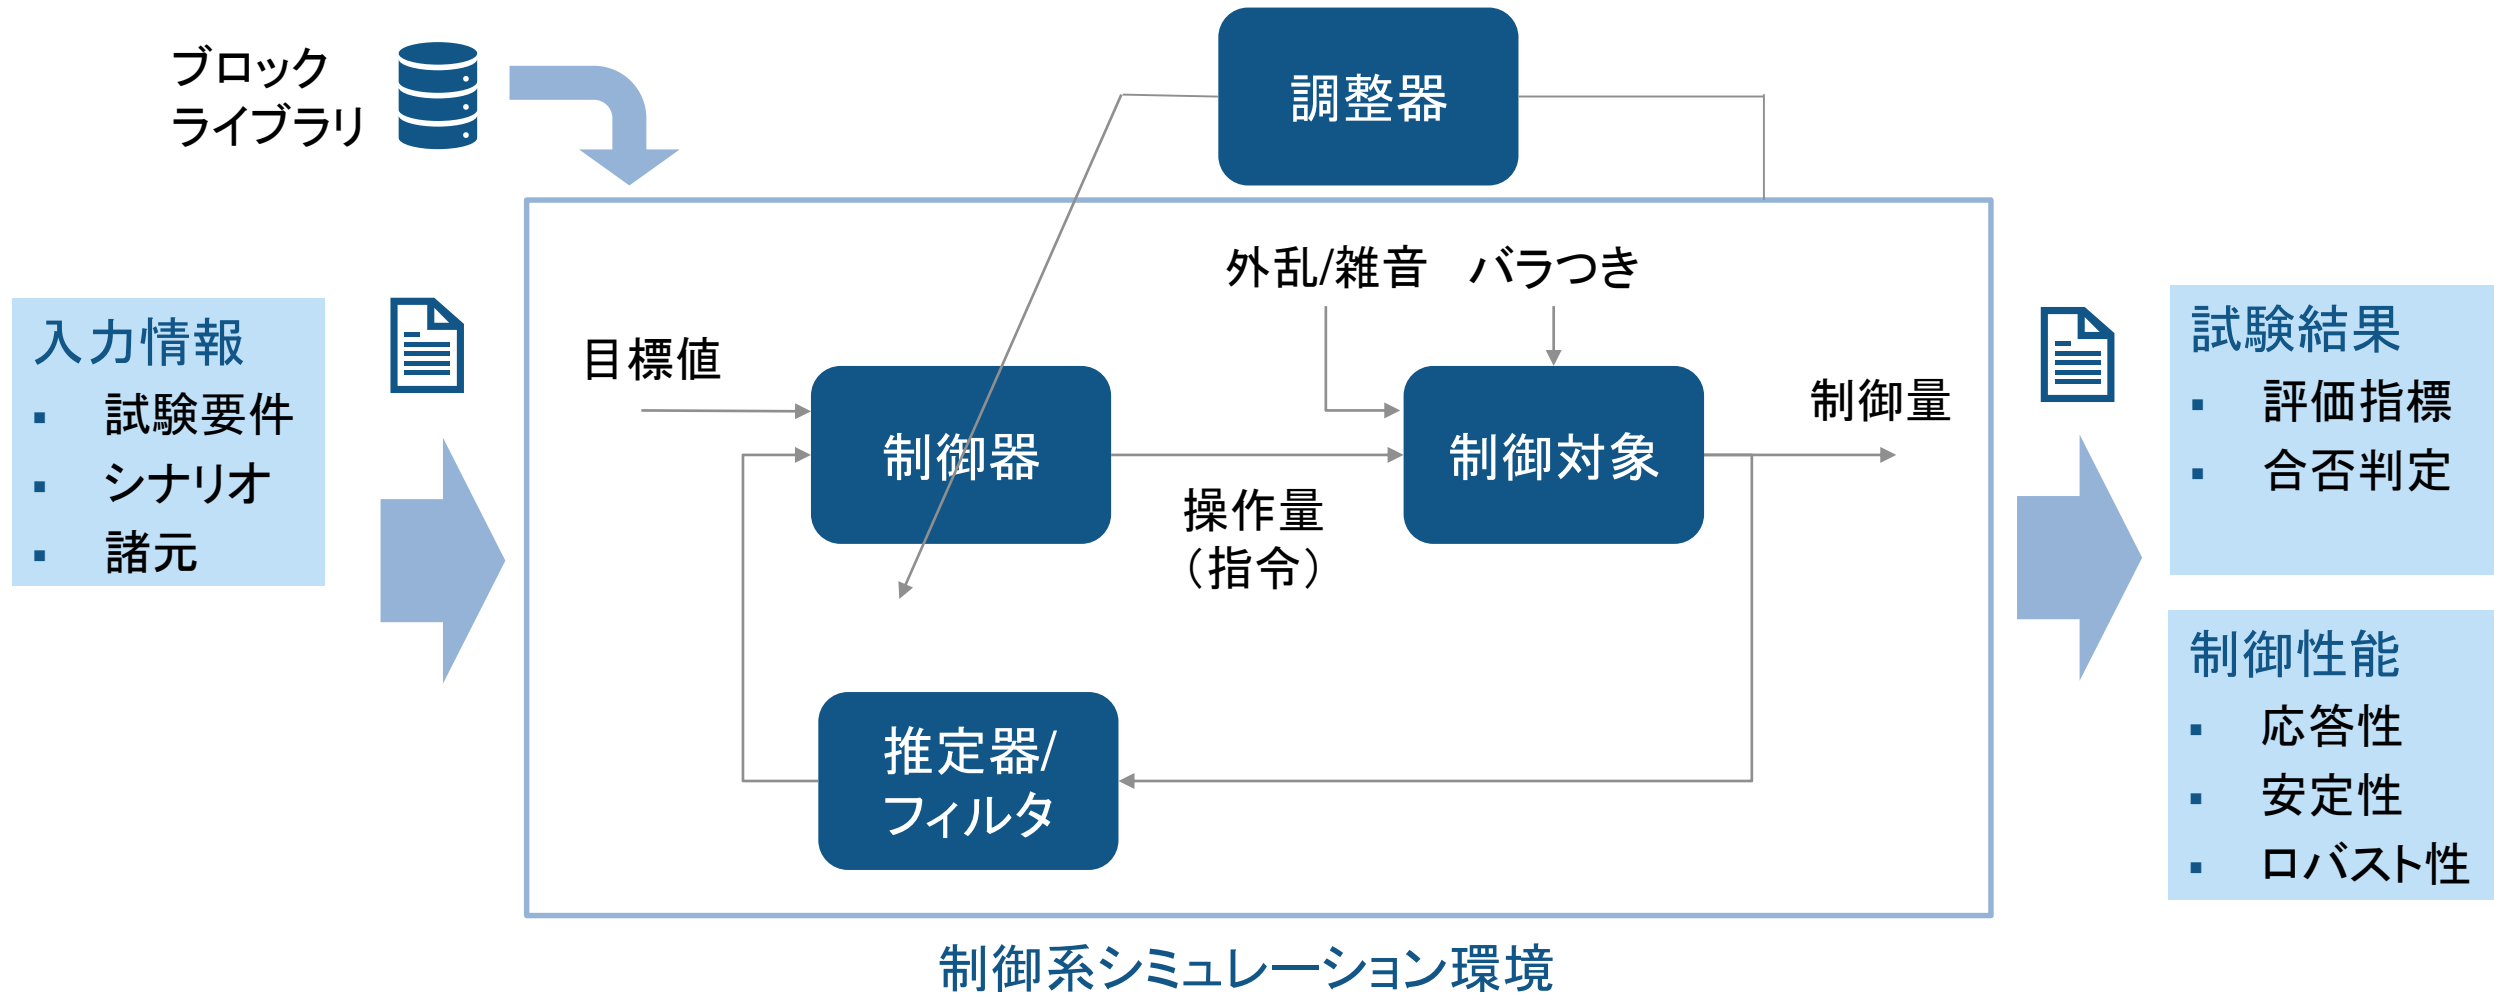 ブロック
ライブラリ
調整器
外乱/雑音
バラつき
入力情報
試験要件
シナリオ
諸元
目標値
制御器
操作量
（指令）
制御対象
制御量
推定器/
フィルタ
試験結果
評価指標
合否判定
制御性能
応答性
安定性
ロバスト性
制御系シミュレーション環境